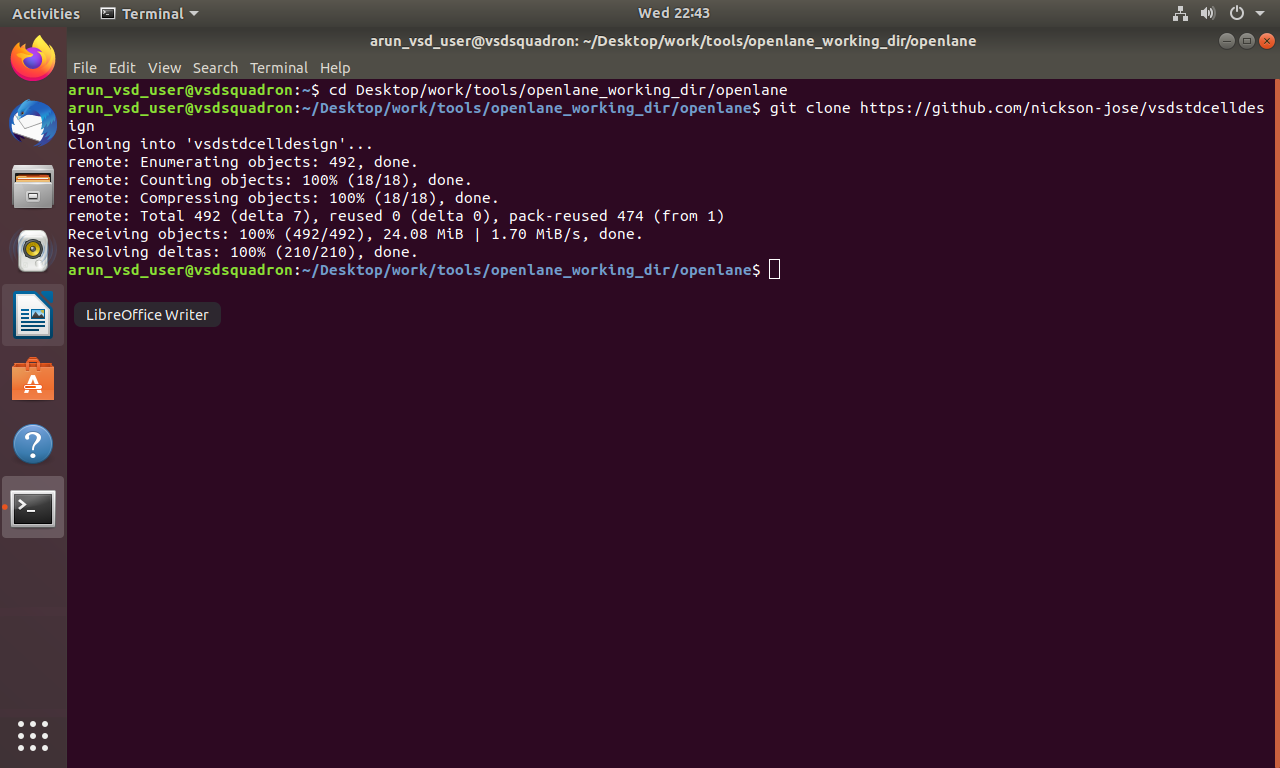 Activities Terminal Wed 22:43
arun_vsd_user@vsdsquadron: ~/Desktop/work/tools/openlane_working_dir/openlane
File Edit View Search Terminal Help
arun_vsd_user@vsdsquadron:~$ cd Desktop/work/tools/openlane_working_dir/openlane
arun_vsd_user@vsdsquadron:~/Desktop/work/tools/openlane_working_dir/openlane$ git clone https://github.com/nickson-jose/vsdstdcelldes
ign
Cloning into 'vsdstdcelldesign'...
remote: Enumerating objects: 492, done.
remote: Counting objects: 100% (18/18), done.
remote: Compressing objects: 100% (18/18), done.
remote: Total 492 (delta 7), reused 0 (delta 0), pack-reused 474 (from 1)
Receiving objects: 100% (492/492), 24.08 MiB | 1.70 MiB/s, done.
Resolving deltas: 100% (210/210), done.
arun_vsd_user@vsdsquadron:~/Desktop/work/tools/openlane_working_dir/openlane$
LibreOffice Writer